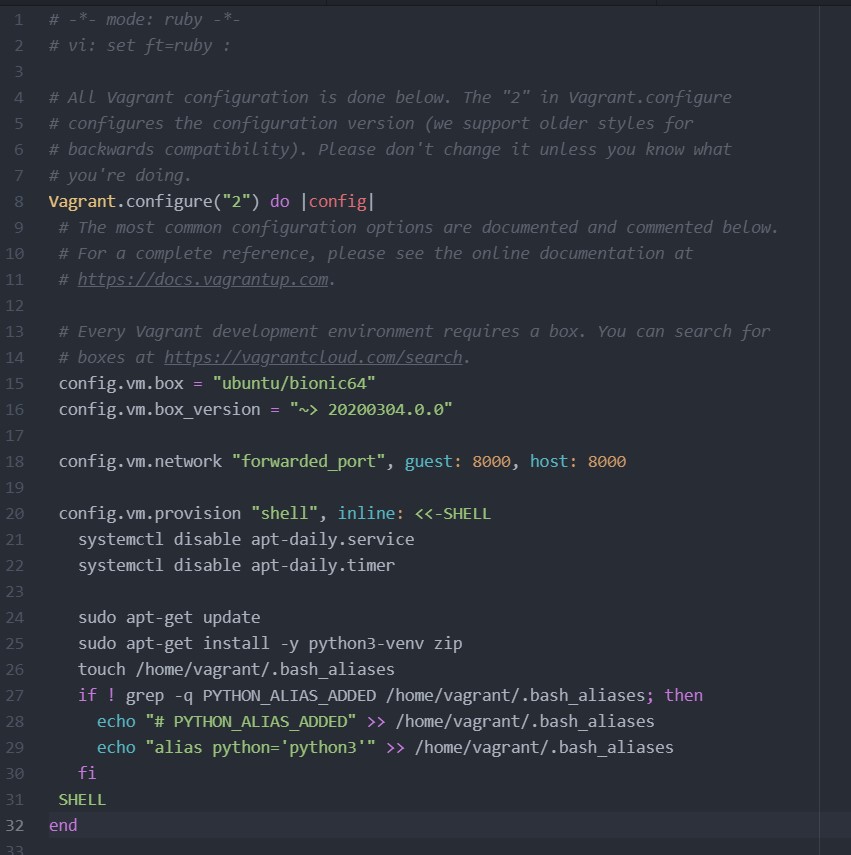 1 # -*- mode: ruby -*-
2 # vi: set ft=ruby :
3
4 # All Vagrant configuration is done below. The "2" in Vagrant.configure
5 # configures the configuration version (we support older styles for
6 # backwards compatibility). Please don't change it unless you know what
7 # you're doing.
8 Vagrant.configure("2") do |config|
9  # The most common configuration options are documented and commented below.
10  # For a complete reference, please see the online documentation at
11  # https://docs.vagrantup.com.
12
13  # Every Vagrant development environment requires a box. You can search for
14  # boxes at https://vagrantcloud.com/search.
15  config.vm.box = "ubuntu/bionic64"
16  config.vm.box_version = "~> 20200304.0.0"
17
18  config.vm.network "forwarded_port", guest: 8000, host: 8000
19
20  config.vm.provision "shell", inline: <<-SHELL
21    systemctl disable apt-daily.service
22    systemctl disable apt-daily.timer
23
24    sudo apt-get update
25    sudo apt-get install -y python3-venv zip
26    touch /home/vagrant/.bash_aliases
27    if ! grep -q PYTHON_ALIAS_ADDED /home/vagrant/.bash_aliases; then
28      echo "# PYTHON_ALIAS_ADDED" >> /home/vagrant/.bash_aliases
29      echo "alias python='python3'" >> /home/vagrant/.bash_aliases
30    fi
31  SHELL
32 end
33